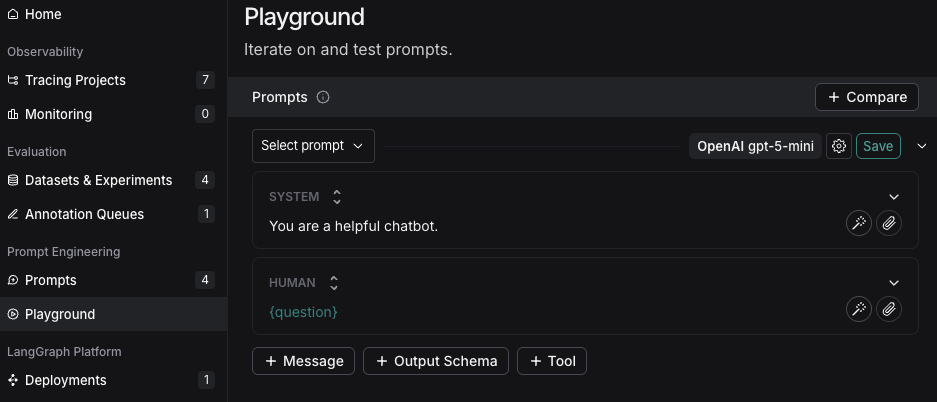 Home
Observability
Tracing Projects 7
Monitoring 0
Evaluation
Datasets & Experiments 4
Annotation Queues 1
Prompt Engineering
Prompts 4
Playground
LangGraph Platform
Deployments 1
Playground
Iterate on and test prompts.
Prompts
+ Compare
Select prompt
OpenAI gpt-5-mini
Save
SYSTEM
You are a helpful chatbot.
HUMAN
{question}
+ Message + Output Schema + Tool